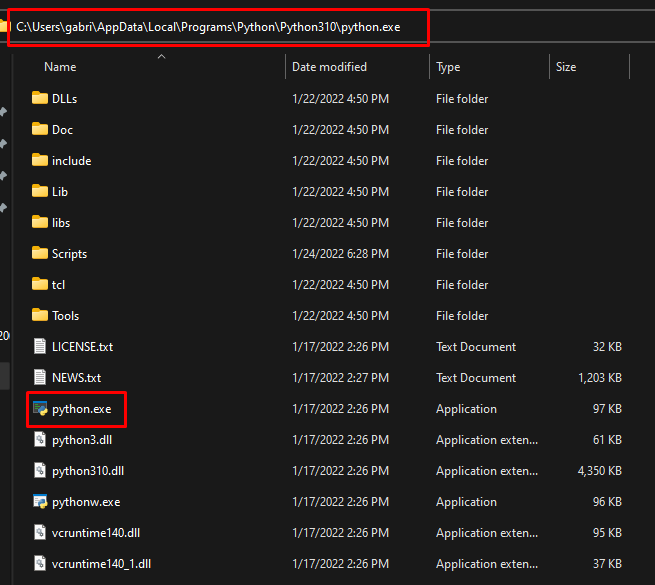 C:\Users\gabri\AppData\Local\Programs\Python\Python310\python.exe
Name Date modified Type Size
DLLs 1/22/2022 4:50 PM File folder
Doc 1/22/2022 4:50 PM File folder
include 1/22/2022 4:50 PM File folder
Lib 1/22/2022 4:50 PM File folder
libs 1/22/2022 4:50 PM File folder
Scripts 1/24/2022 6:28 PM File folder
tcl 1/22/2022 4:50 PM File folder
Tools 1/22/2022 4:50 PM File folder
LICENSE.txt 1/17/2022 2:26 PM Text Document 32 KB
NEWS.txt 1/17/2022 2:27 PM Text Document 1,203 KB
python.exe 1/17/2022 2:26 PM Application 97 KB
python3.dll 1/17/2022 2:26 PM Application exten... 61 KB
python310.dll 1/17/2022 2:26 PM Application exten... 4,350 KB
pythonw.exe 1/17/2022 2:26 PM Application 96 KB
vcruntime140.dll 1/17/2022 2:26 PM Application exten... 95 KB
vcruntime140_1.dll 1/17/2022 2:26 PM Application exten... 37 KB